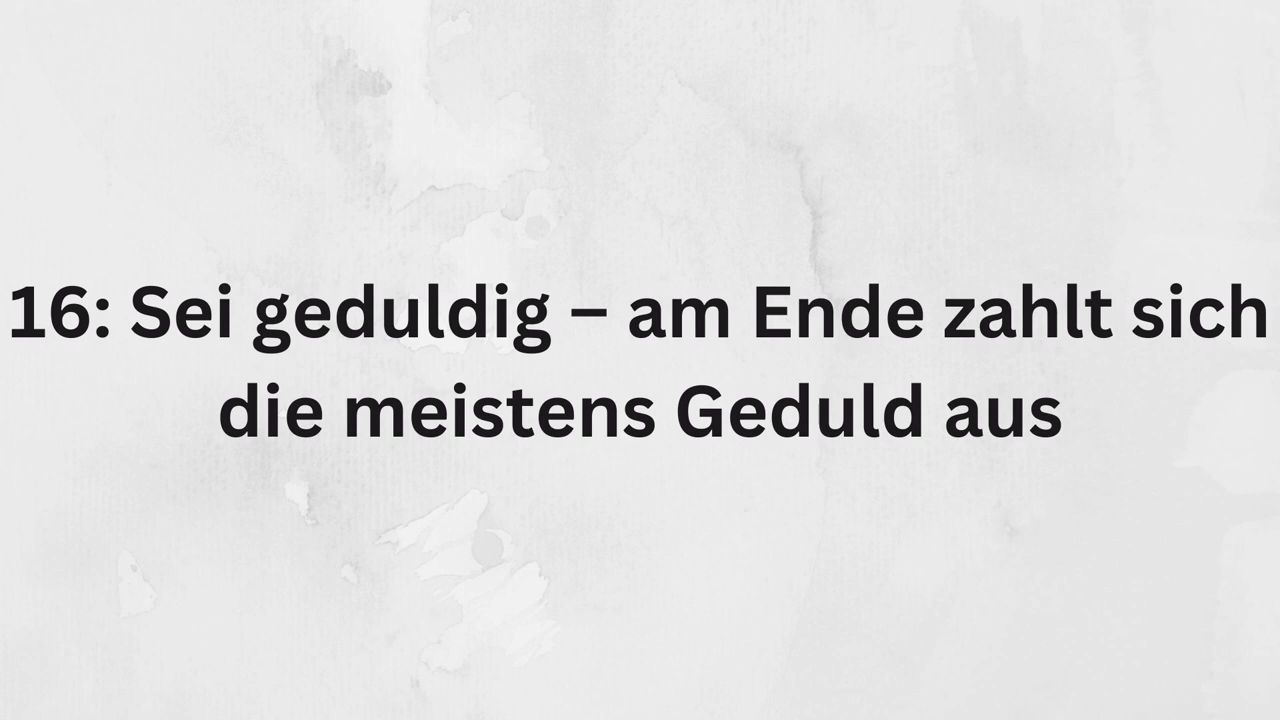 16: Sei geduldig – am Ende zahlt sich
die meistens Geduld aus